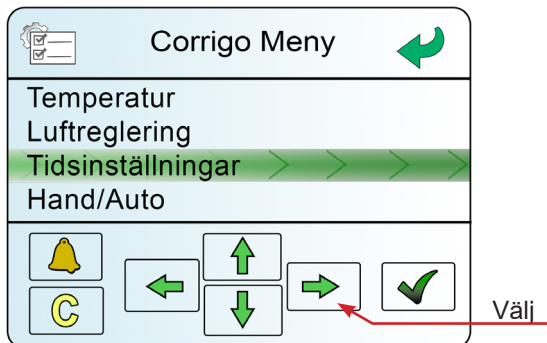 Corrigo Meny
Temperatur
Luftreglering
Tidsinställningar
Hand/Auto
C
Välj